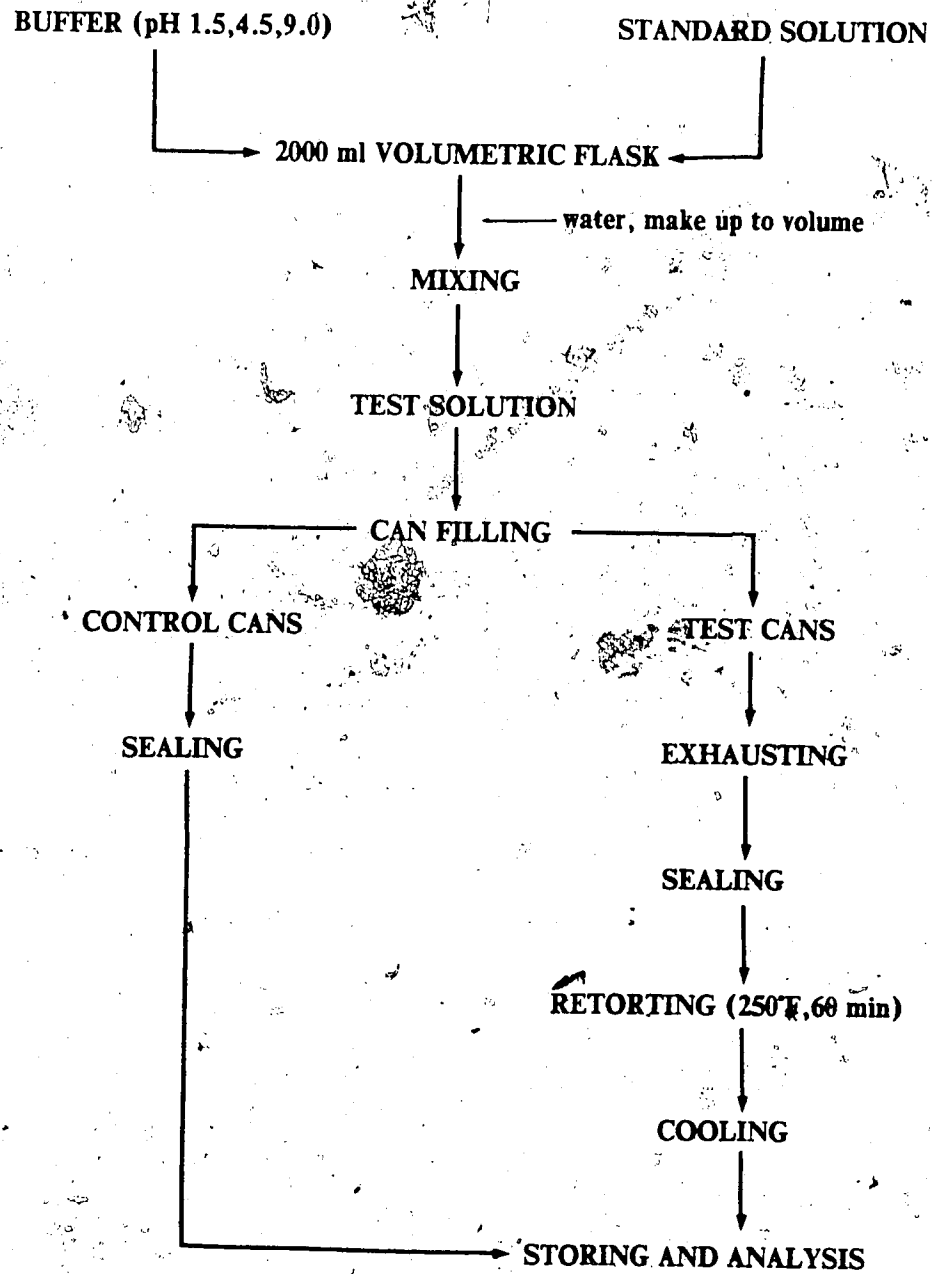 BUFFER (pH 1.5,4.5,9.0)
STANDARD SOLUTION
2000 ml VOLUMETRIC FLASK
water, make up to volume
MIXING
TEST SOLUTION
CAN FILLING
CONTROL CANS
TEST CANS
SEALING
EXHAUSTING
SEALING
RETORTING (250°F,60 min)
COOLING
STORING AND ANALYSIS